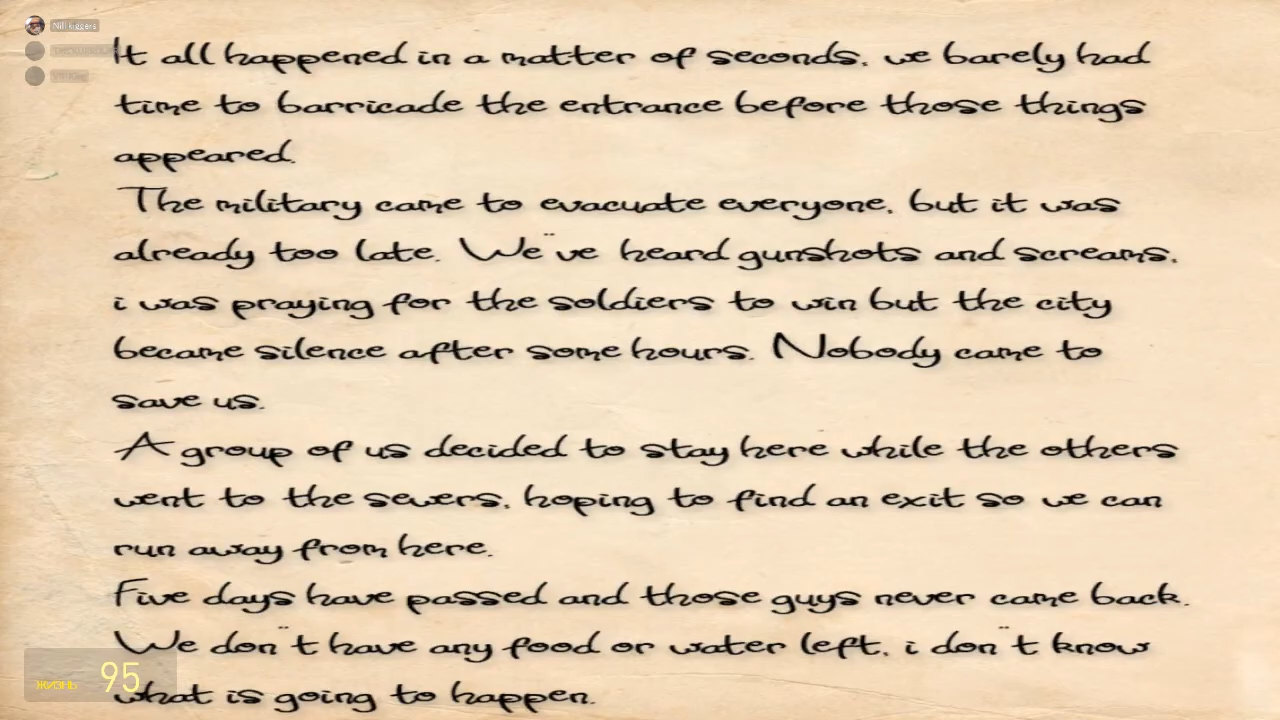 Nill kiggers
It all happened in a matter of seconds, we barely had
time to barricade the entrance before those things
appeared.
The military came to evacuate everyone, but it was
already too late. We"ve heard gunshots and screams,
i was praying for the soldiers to win but the city
became silence after some hours. Nobody came to
save us.
A group of us decided to stay here while the others
went to the sewers, hoping to find an exit so we can
run away from here.
Five days have passed and those guys never came back.
We don"t have any food or water left, i don"t know
what is going to happen.
ЖИЗНЬ 95